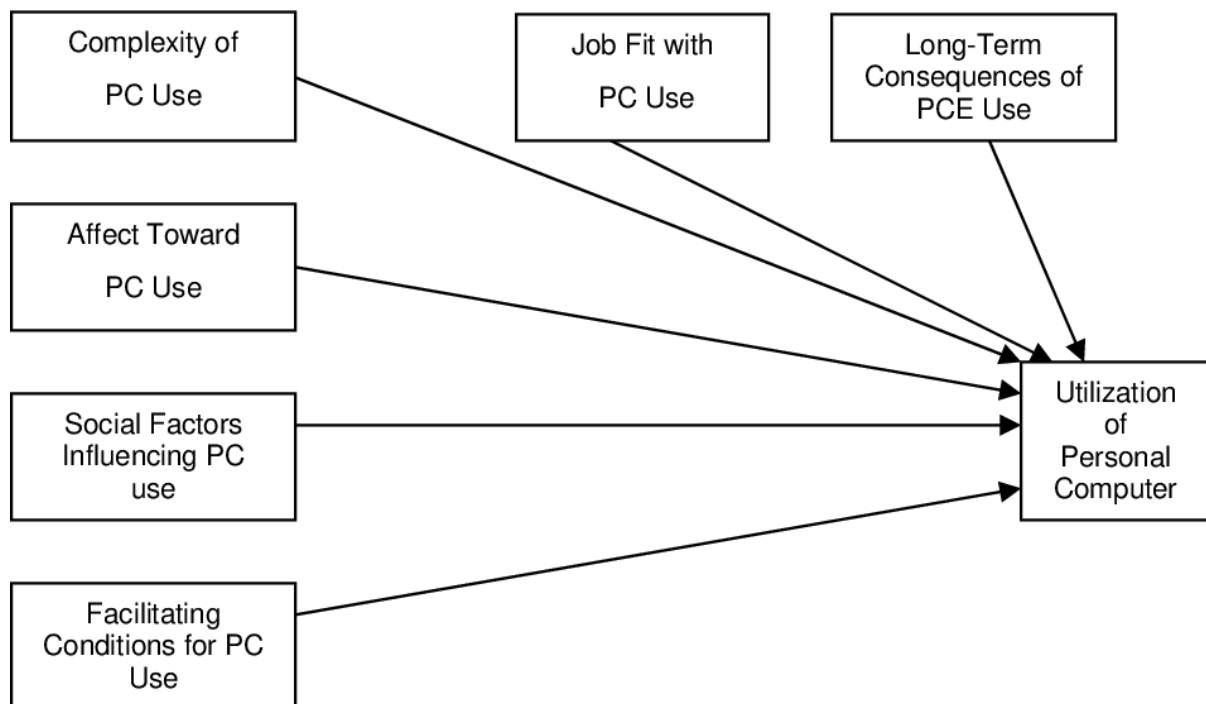 Complexity of
PC Use
Job Fit with
PC Use
Long-Term
Consequences of
PCE Use
Affect Toward
PC Use
Social Factors
Influencing PC
use
Utilization
of
Personal
Computer
Facilitating
Conditions for PC
Use